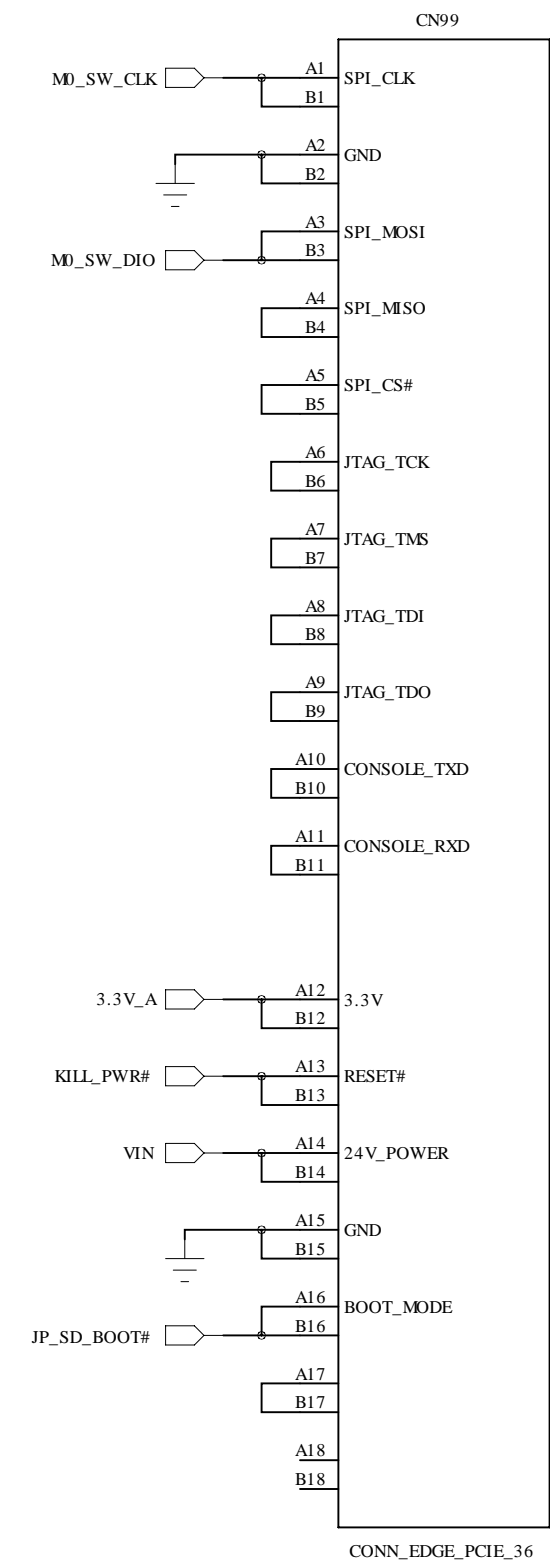 CN99
M0_SW_CLK A1 SPI_CLK
B1
A2 GND
B2
A3 SPI_MOSI
M0_SW_DIO B3
A4 SPI_MISO
B4
A5 SPI_CS#
B5
A6 JTAG_TCK
B6
A7 JTAG_TMS
B7
A8 JTAG_TDI
B8
A9 JTAG_TDO
B9
A10 CONSOLE_TXD
B10
A11 CONSOLE_RXD
B11
3.3V_A A12 3.3V
B12
KILL_PWR# A13 RESET#
B13
VIN A14 24V_POWER
B14
A15 GND
B15
A16 BOOT_MODE
JP_SD_BOOT# B16
A17
B17
A18
B18
CONN_EDGE_PCIE_36